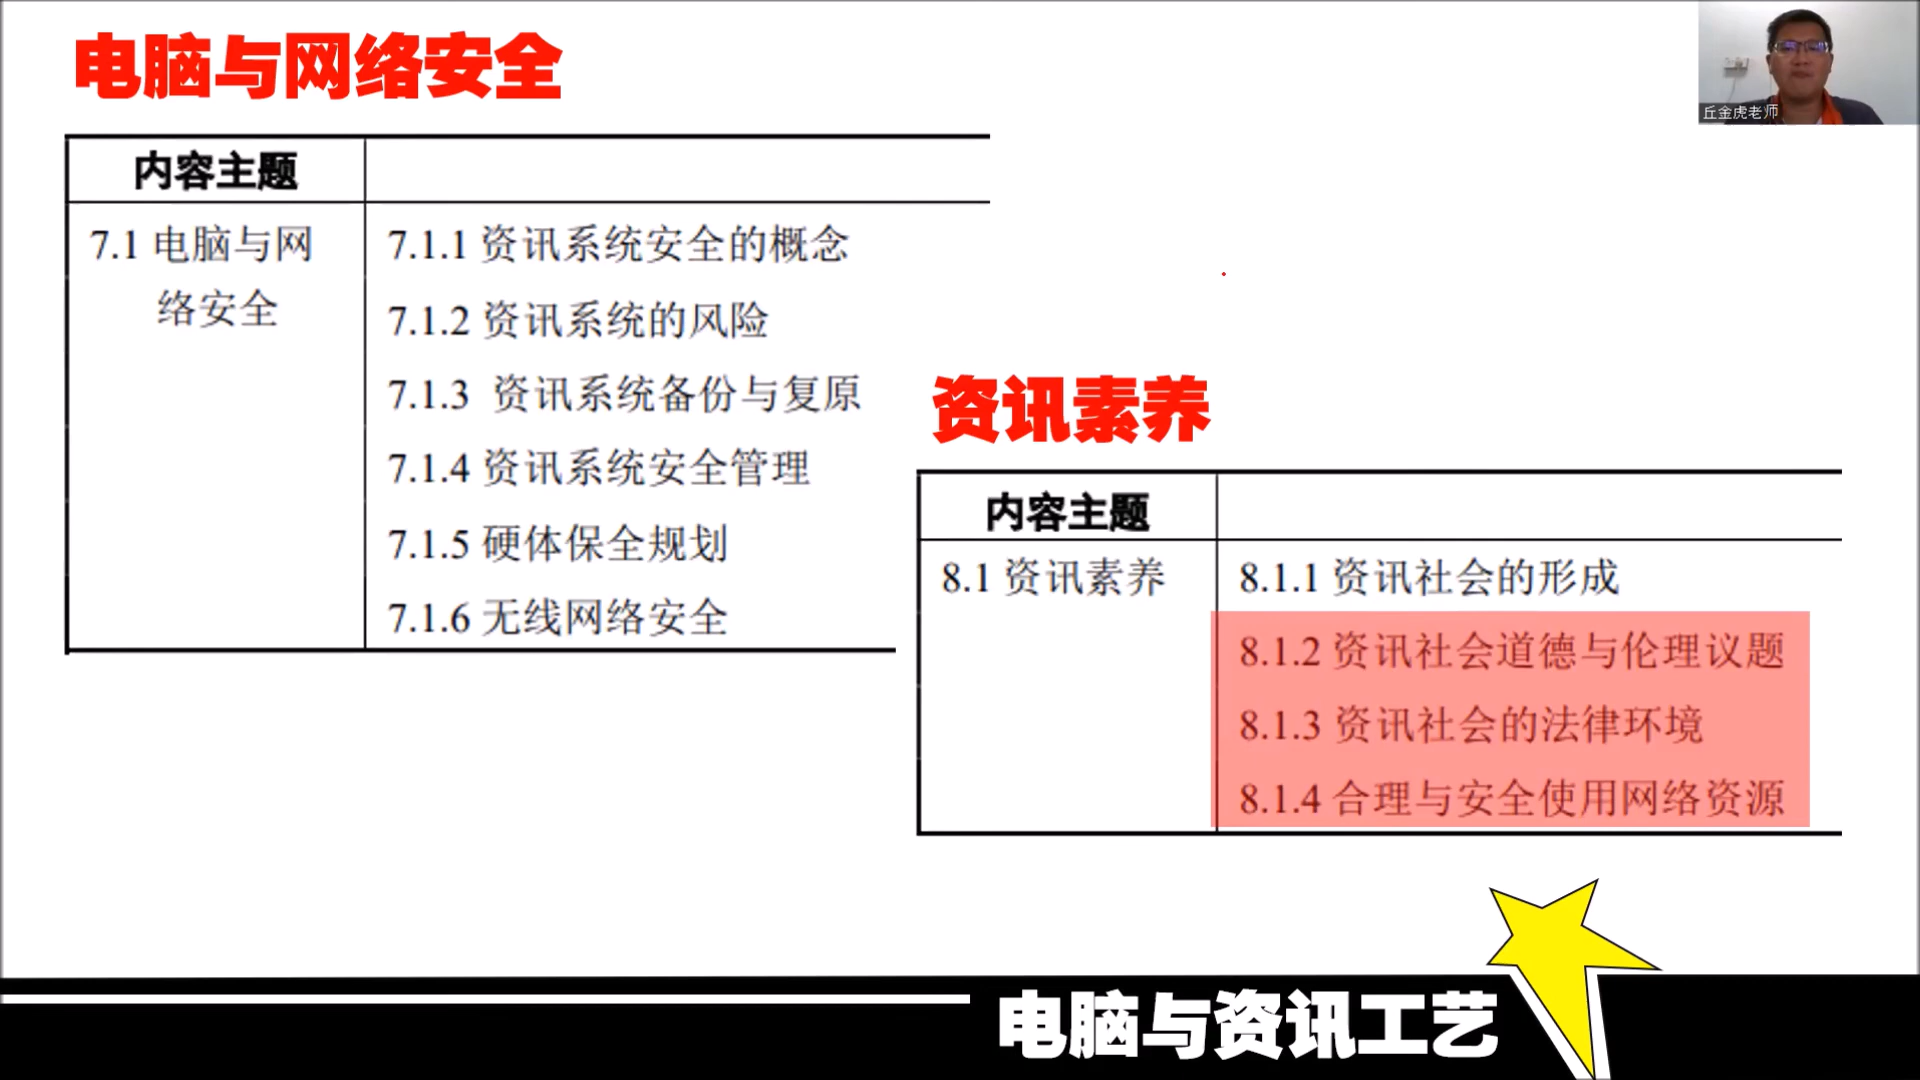 电脑与网络安全
丘金虎老师
内容主题
7.1 电脑与网
络安全
7.1.1 资讯系统安全的概念
7.1.2 资讯系统的风险
7.1.3 资讯系统备份与复原
7.1.4 资讯系统安全管理
7.1.5 硬体保全规划
7.1.6 无线网络安全
资讯素养
内容主题
8.1 资讯素养
8.1.1 资讯社会的形成
8.1.2 资讯社会道德与伦理议题
8.1.3 资讯社会的法律环境
8.1.4 合理与安全使用网络资源
电脑与资讯工艺